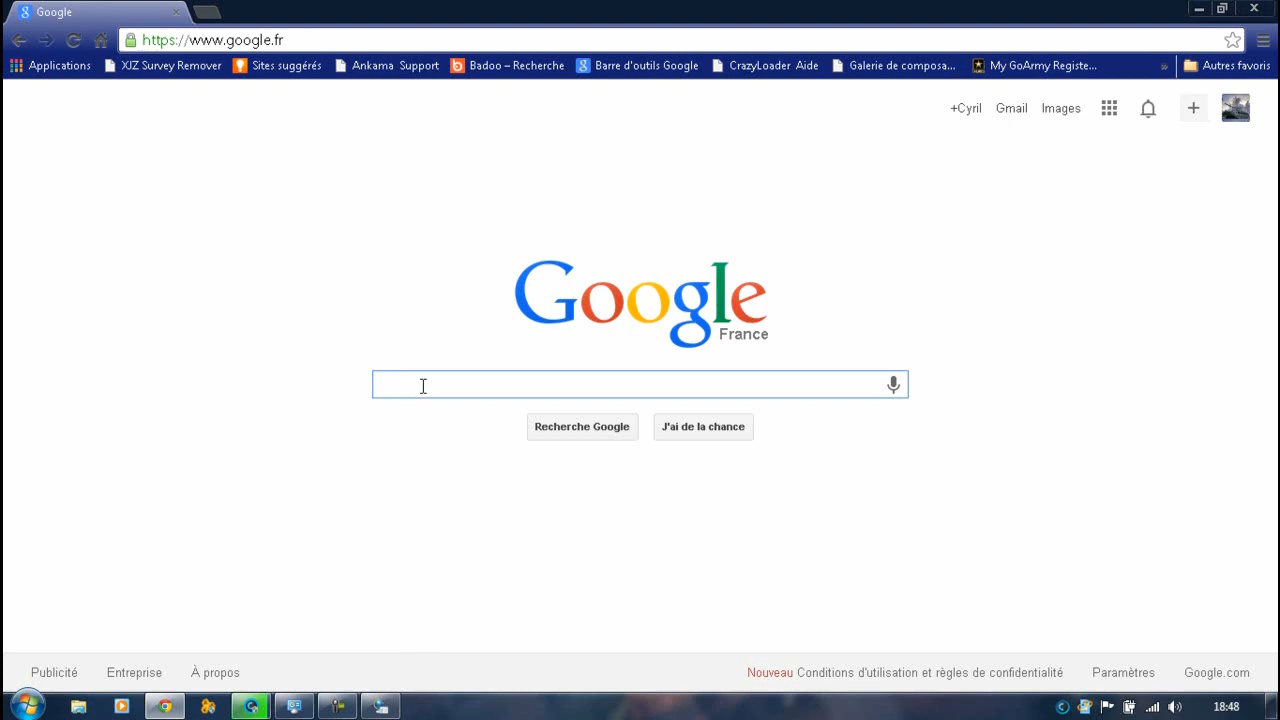 Google
https://www.google.fr
Applications XJZ Survey Remover Sites suggérés Ankama Support Badoo – Recherche Barre d'outils Google CrazyLoader Aide Galerie de composa... My GoArmy Registe... » Autres favoris
+Cyril Gmail Images
Google
France
Recherche Google J'ai de la chance
Publicité Entreprise À propos Nouveau Conditions d'utilisation et règles de confidentialité Paramètres Google.com
18:48